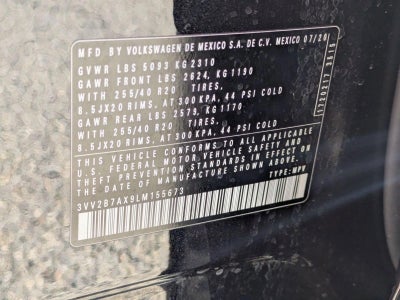 MFD BY VOLKSWAGEN DE MEXICO S.A. DE C.V. MEXICO 07/20
GVWR LBS 5093 KG 2310
GAWR FRONT LBS 2624, KG 1190
WITH 255/40 R20 TIRES,
8.5JX20 RIMS, AT 300 KPA, 44 PSI COLD
GAWR REAR LBS 2579, KG 1170
WITH 255/40 R20 TIRES,
8.5JX20 RIMS, AT 300 KPA, 44 PSI COLD
THIS VEHICLE CONFORMS TO ALL APPLICABLE
U.S. FEDERAL MOTOR VEHICLE SAFETY AND
THEFT PREVENTION STANDARDS IN EFFECT ON
THE DATE OF MANUFACTURE SHOWN ABOVE.
3VV2B7AX9LM155673 TYPE: MPV